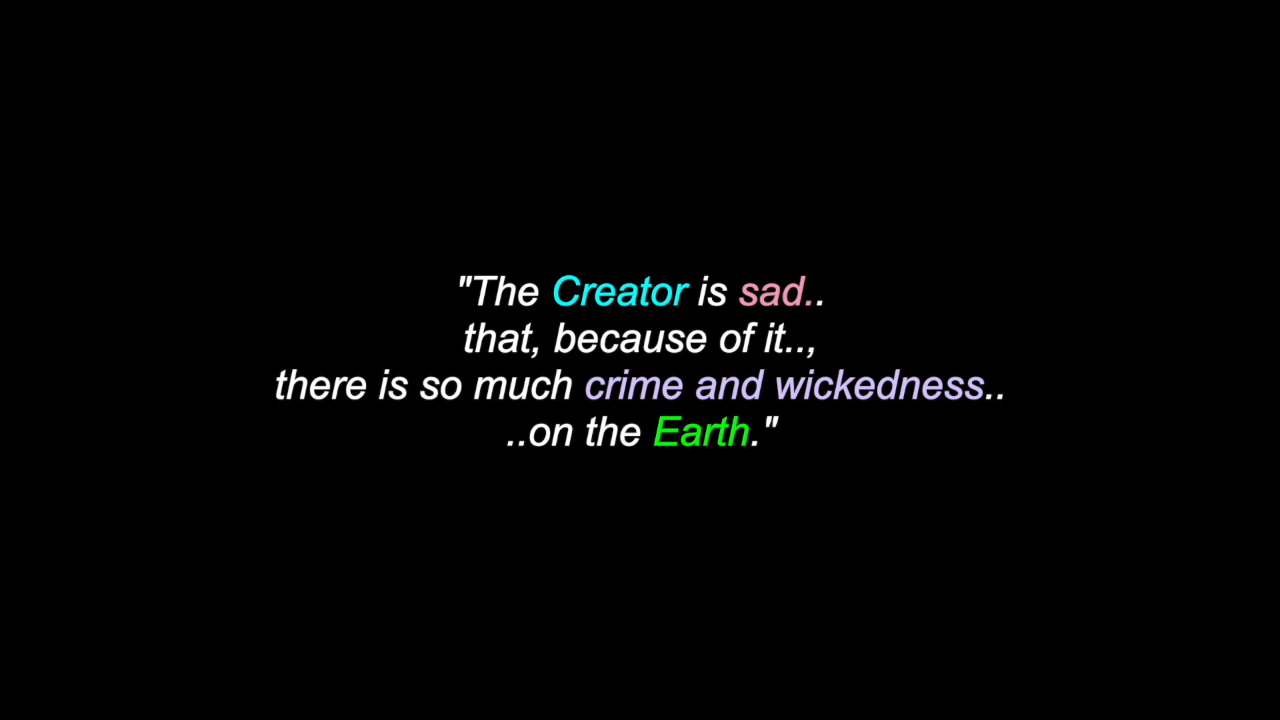 "The Creator is sad..
that, because of it..,
there is so much crime and wickedness..
..on the Earth."